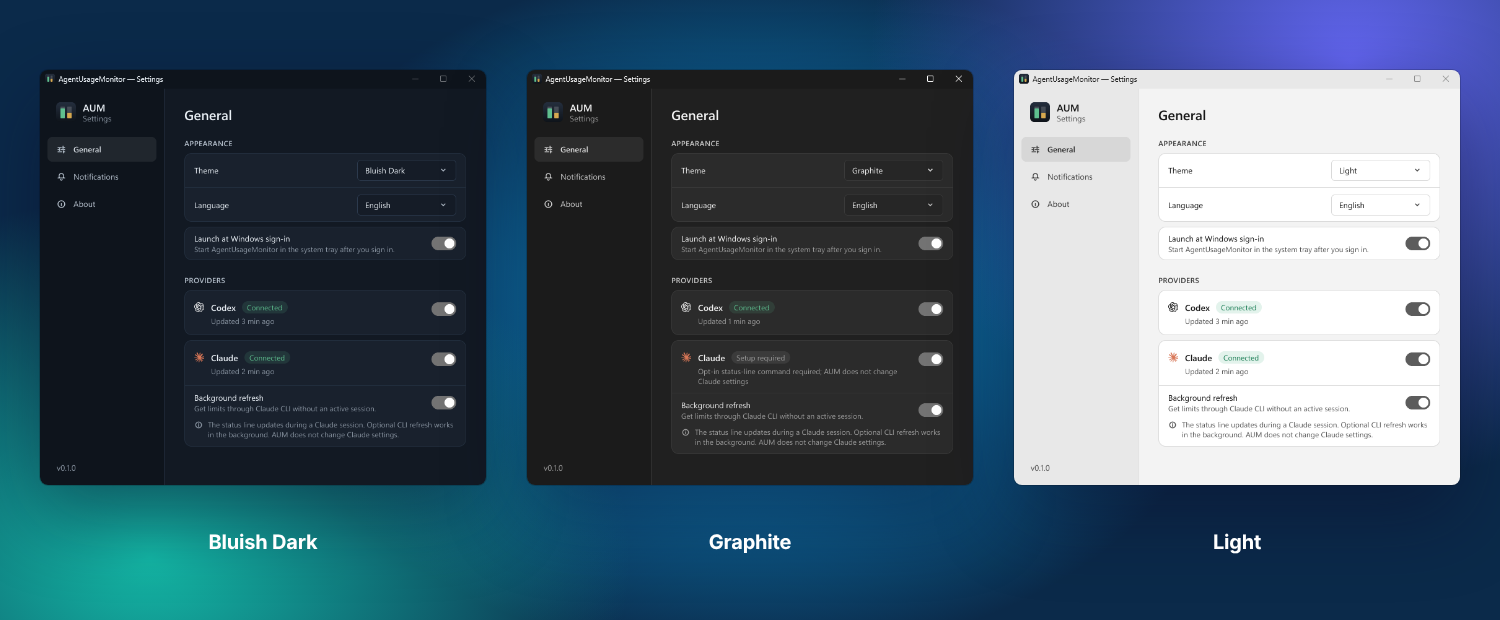 AgentUsageMonitor — Settings
AUM
Settings
General
Notifications
About
v0.1.0
General
APPEARANCE
Theme
Bluish Dark
Language
English
Launch at Windows sign-in
Start AgentUsageMonitor in the system tray after you sign in.
PROVIDERS
Codex Connected
Updated 3 min ago
Claude Connected
Updated 2 min ago
Background refresh
Get limits through Claude CLI without an active session.
The status line updates during a Claude session. Optional CLI refresh works
in the background. AUM does not change Claude settings.
Bluish Dark
AgentUsageMonitor — Settings
AUM
Settings
General
Notifications
About
v0.1.0
General
APPEARANCE
Theme
Graphite
Language
English
Launch at Windows sign-in
Start AgentUsageMonitor in the system tray after you sign in.
PROVIDERS
Codex Connected
Updated 1 min ago
Claude Setup required
Opt-in status-line command required; AUM does not change
Claude settings
Background refresh
Get limits through Claude CLI without an active session.
The status line updates during a Claude session. Optional CLI refresh works
in the background. AUM does not change Claude settings.
Graphite
AgentUsageMonitor — Settings
AUM
Settings
General
Notifications
About
v0.1.0
General
APPEARANCE
Theme
Light
Language
English
Launch at Windows sign-in
Start AgentUsageMonitor in the system tray after you sign in.
PROVIDERS
Codex Connected
Updated 3 min ago
Claude Connected
Updated 2 min ago
Background refresh
Get limits through Claude CLI without an active session.
The status line updates during a Claude session. Optional CLI refresh works
in the background. AUM does not change Claude settings.
Light